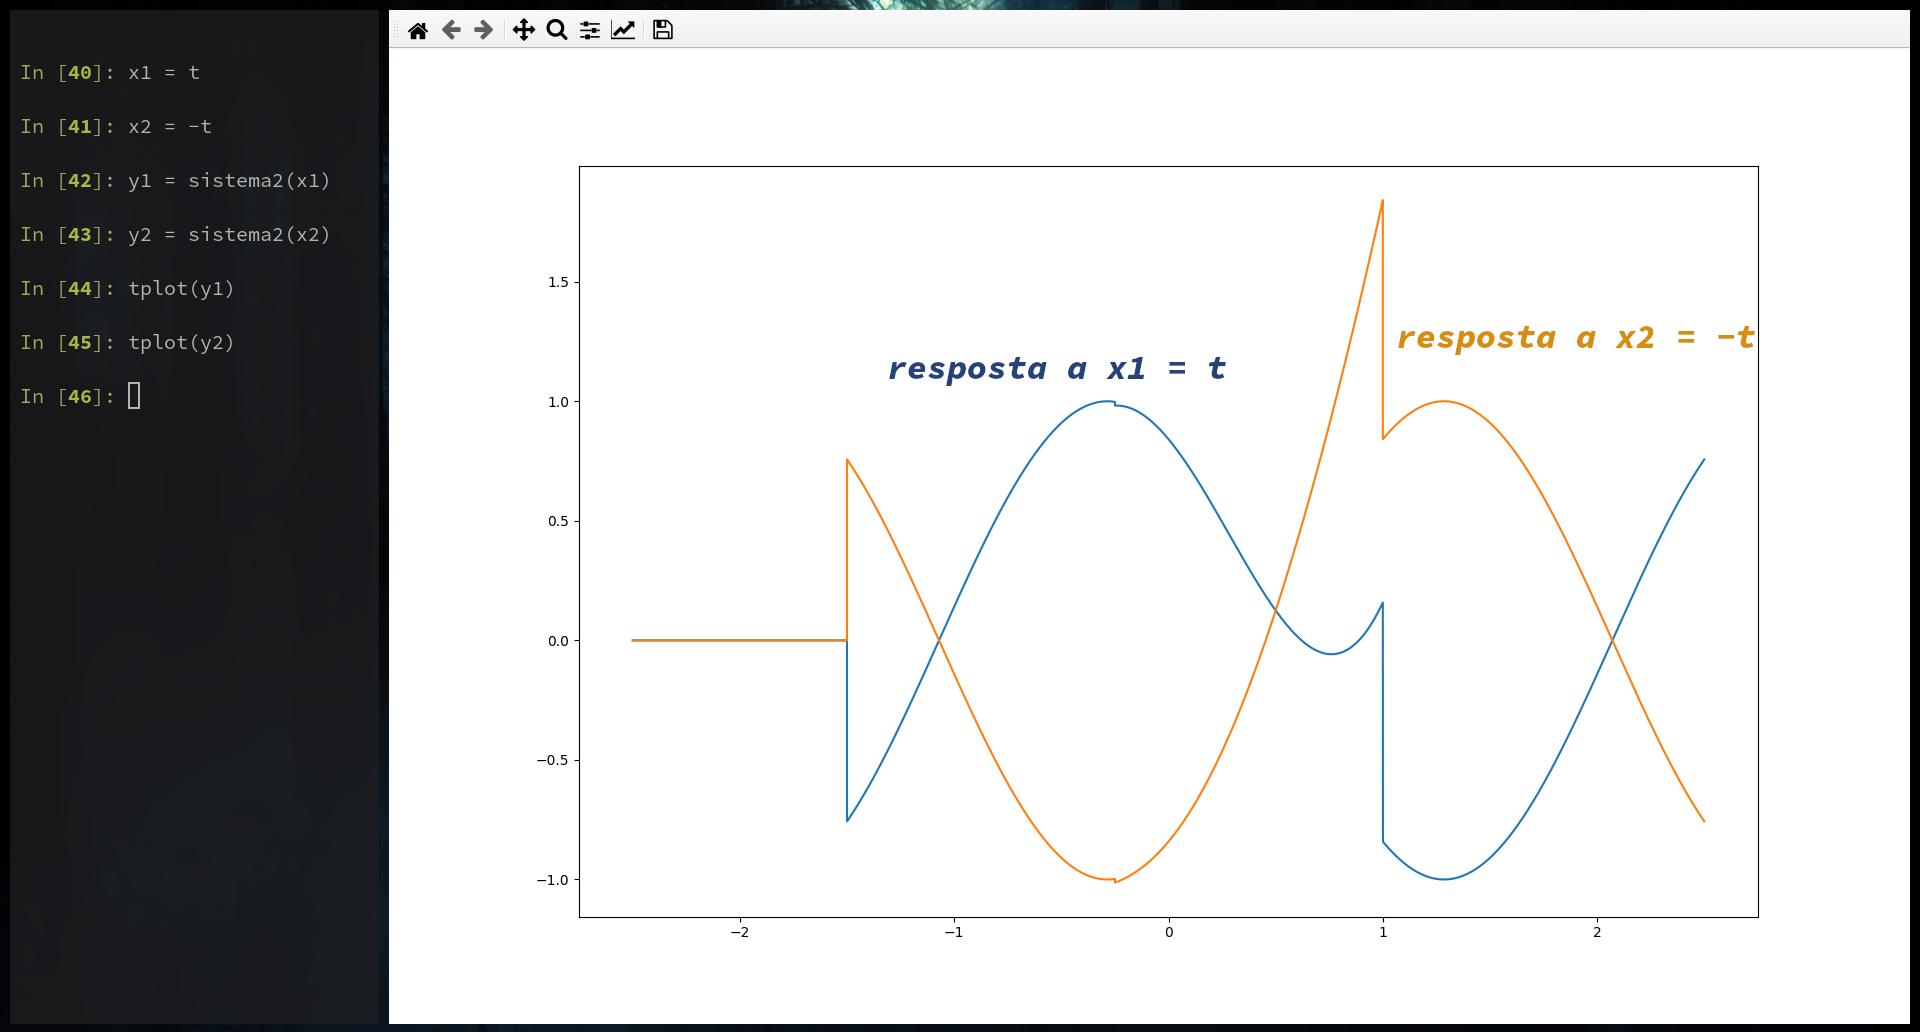 In [40]: x1 = t
In [41]: x2 = -t
In [42]: y1 = sistema2(x1)
In [43]: y2 = sistema2(x2)
In [44]: tplot(y1)
In [45]: tplot(y2)
In [46]:
1.5
1.0
0.5
0.0
−0.5
−1.0
resposta a x1 = t
resposta a x2 = -t
−2 −1 0 1 2